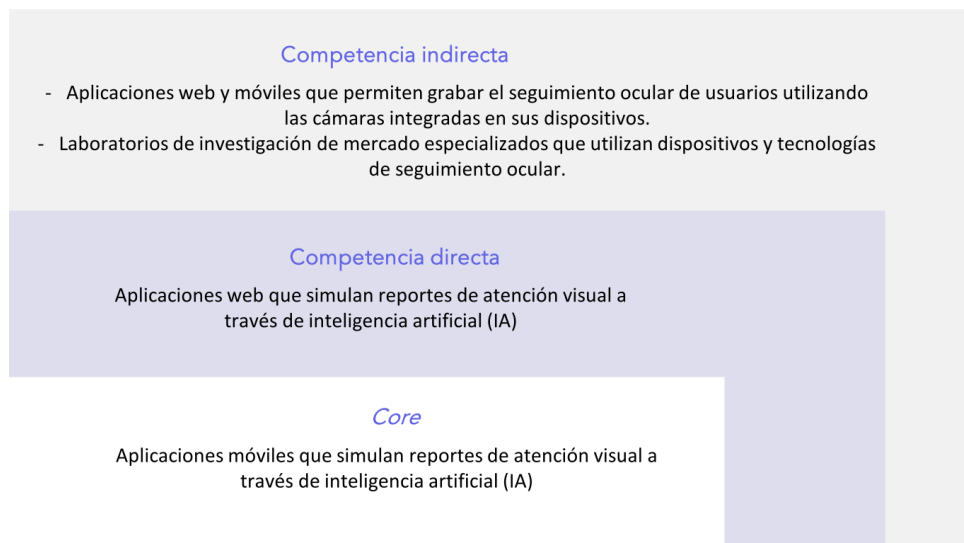 Competencia indirecta
- Aplicaciones web y móviles que permiten grabar el seguimiento ocular de usuarios utilizando
las cámaras integradas en sus dispositivos.
- Laboratorios de investigación de mercado especializados que utilizan dispositivos y tecnologías
de seguimiento ocular.
Competencia directa
Aplicaciones web que simulan reportes de atención visual a
través de inteligencia artificial (IA)
Core
Aplicaciones móviles que simulan reportes de atención visual a
través de inteligencia artificial (IA)